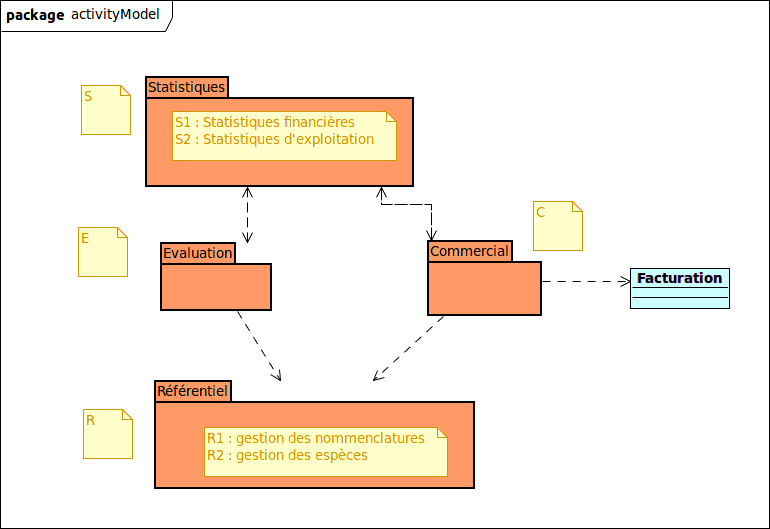 package activityModel
Statistiques
S
S1 : Statistiques financières
S2 : Statistiques d'exploitation
C
E
Evaluation
Commercial
Facturation
Référentiel
R
R1 : gestion des nommenclatures
R2 : gestion des espèces